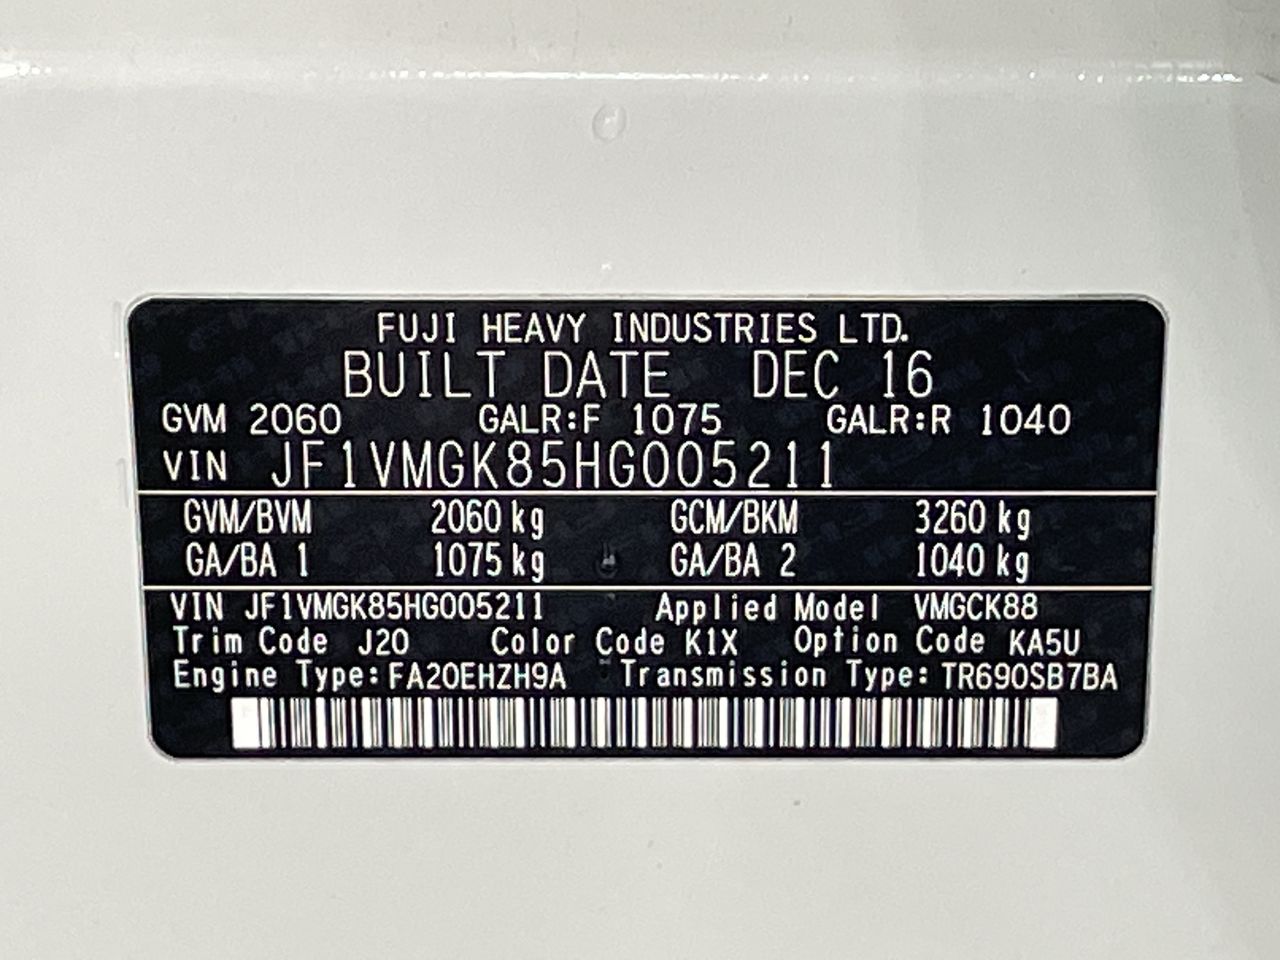 FUJI HEAVY INDUSTRIES LTD.
BUILT DATE DEC 16
GVM 2060 GALR:F 1075 GALR:R 1040
VIN JF1VMGK85HG005211
GVM/BVM 2060 kg GCM/BKM 3260 kg
GA/BA 1 1075 kg GA/BA 2 1040 kg
VIN JF1VMGK85HG005211 Applied Model VMGCK88
Trim Code J20 Color Code K1X Option Code KA5U
Engine Type: FA20EHZH9A Transmission Type: TR690SB7BA